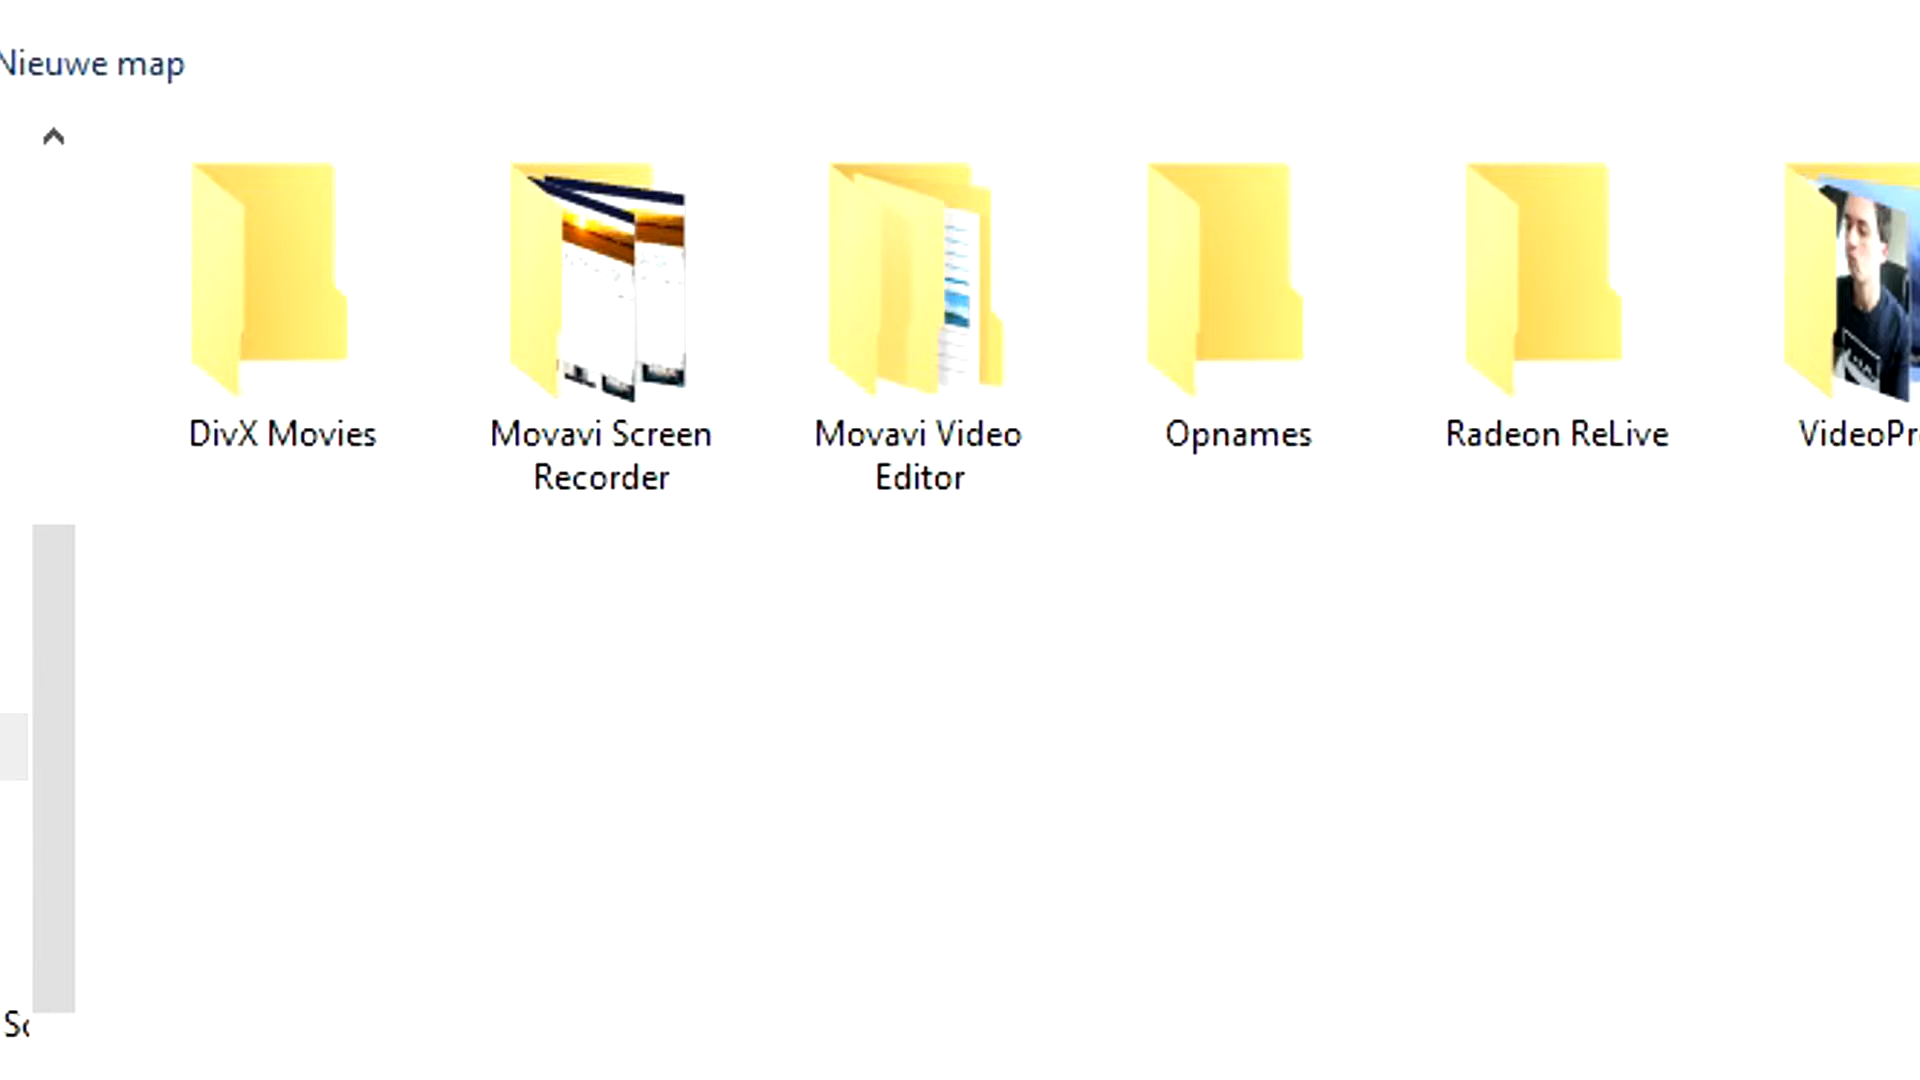 Nieuwe map
DivX Movies
Movavi Screen
Recorder
Movavi Video
Editor
Opnames
Radeon ReLive